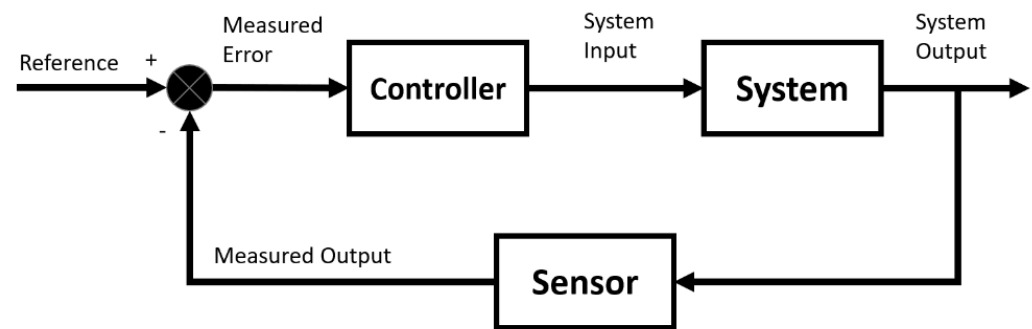 Reference
+
-
Measured
Error
Controller
System
Input
System
System
Output
Measured Output
Sensor